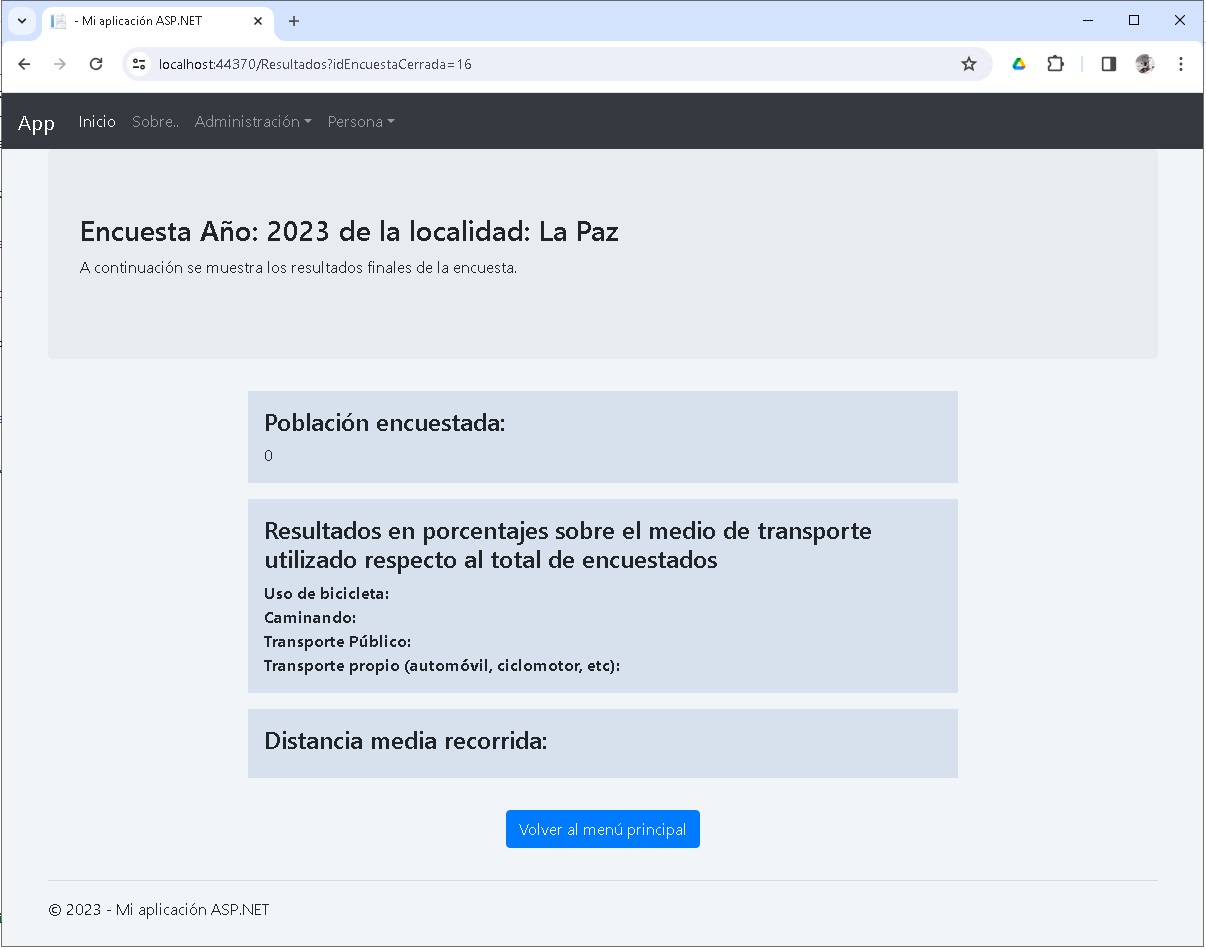 - Mi aplicación ASP.NET
localhost:44370/Resultados?idEncuestaCerrada=16
App Inicio Sobre.. Administración Persona
Encuesta Año: 2023 de la localidad: La Paz
A continuación se muestra los resultados finales de la encuesta.
Población encuestada:
0
Resultados en porcentajes sobre el medio de transporte
utilizado respecto al total de encuestados
Uso de bicicleta:
Caminando:
Transporte Público:
Transporte propio (automóvil, ciclomotor, etc):
Distancia media recorrida:
Volver al menú principal
© 2023 - Mi aplicación ASP.NET